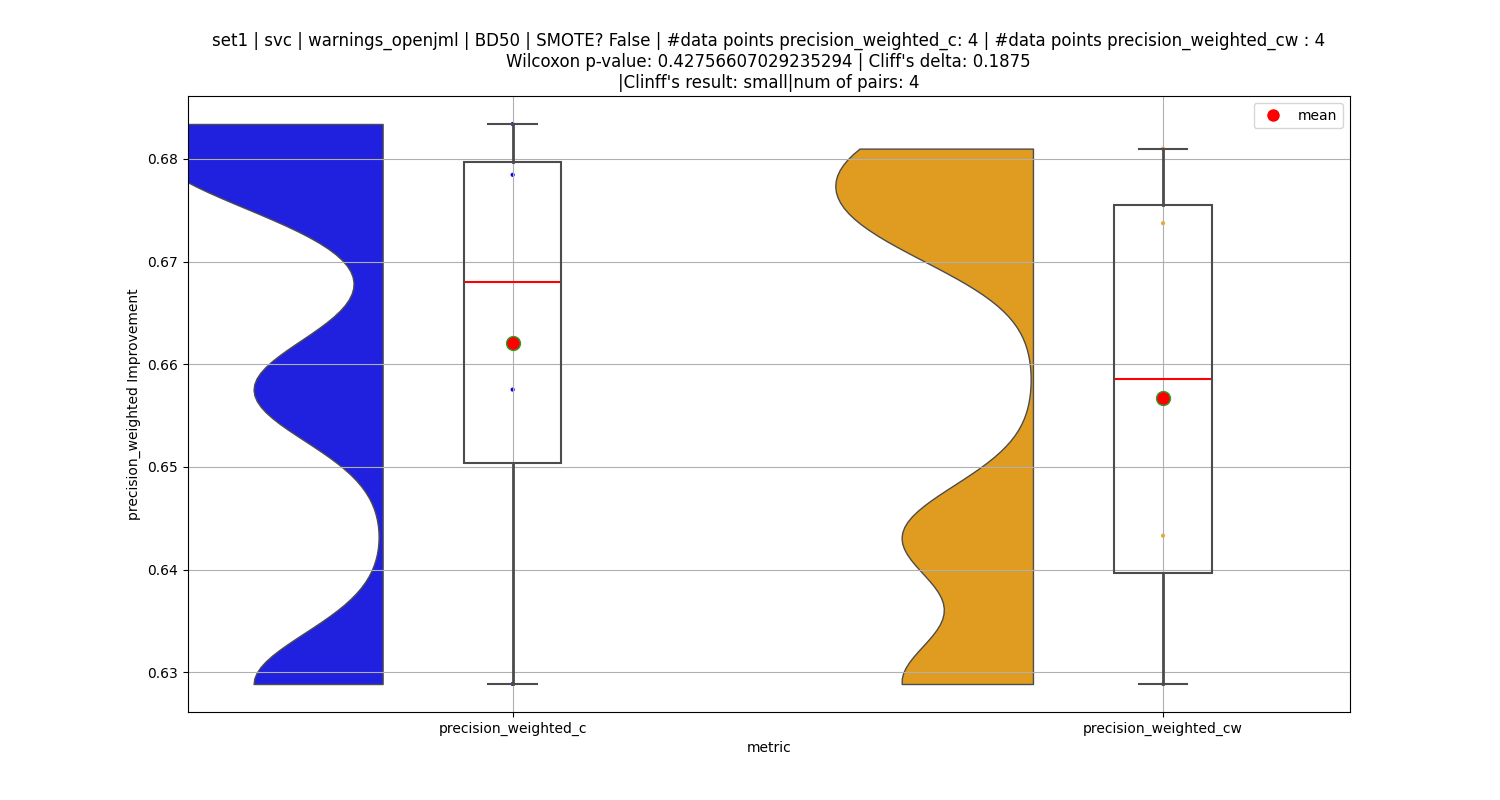 set1 | svc | warnings_openjml | BD50 | SMOTE? False | #data points precision_weighted_c: 4 | #data points precision_weighted_cw : 4
Wilcoxon p-value: 0.42756607029235294 | Cliff's delta: 0.1875
|Clinff's result: small|num of pairs: 4
mean
0.68
0.67
0.66
0.65
0.64
0.63
precision_weighted Improvement
precision_weighted_c
precision_weighted_cw
metric